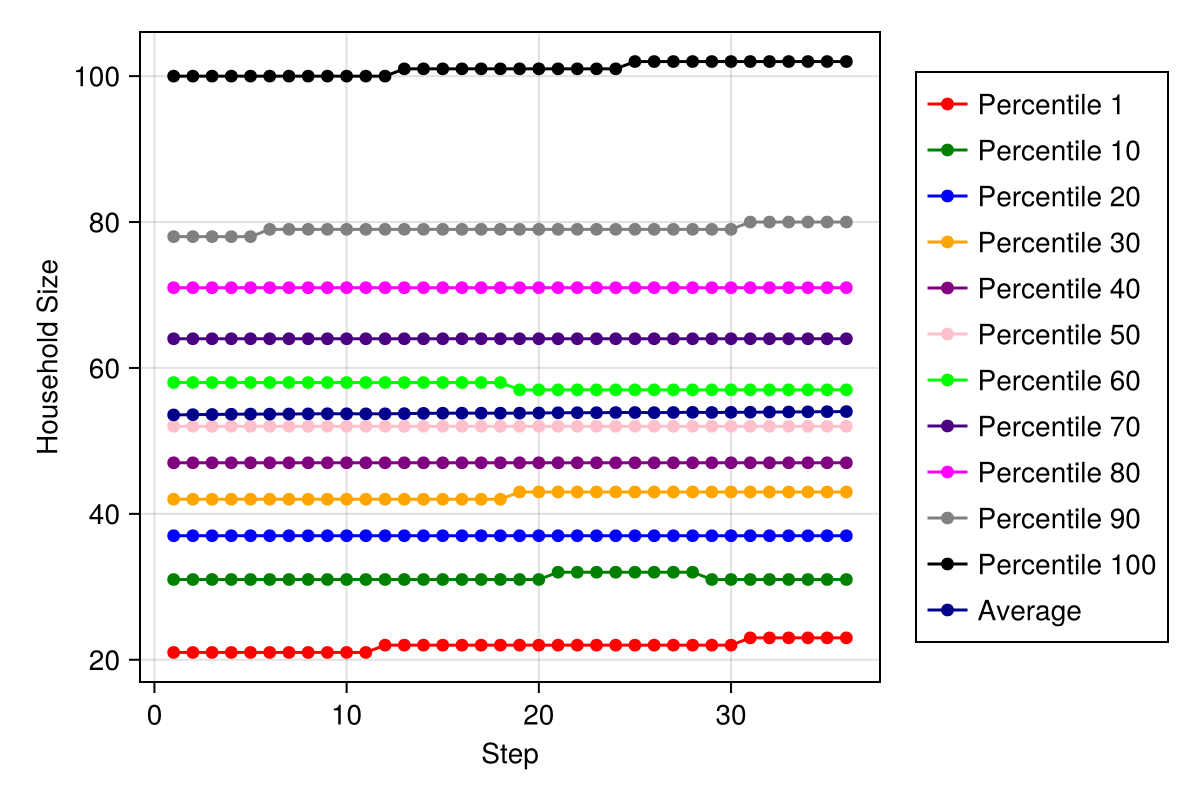 100
80
60
40
20
Household Size
0 10 20 30
Step
Percentile 1
Percentile 10
Percentile 20
Percentile 30
Percentile 40
Percentile 50
Percentile 60
Percentile 70
Percentile 80
Percentile 90
Percentile 100
Average